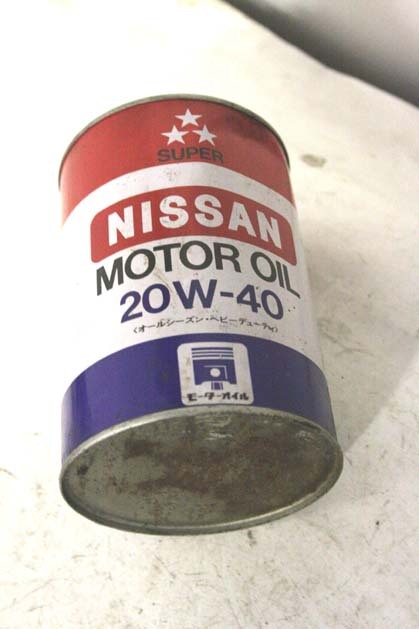 SUPER
NISSAN
MOTOR OIL
20W-40
〈オールシーズン・ヘビーデューティ〉
モーターオイル